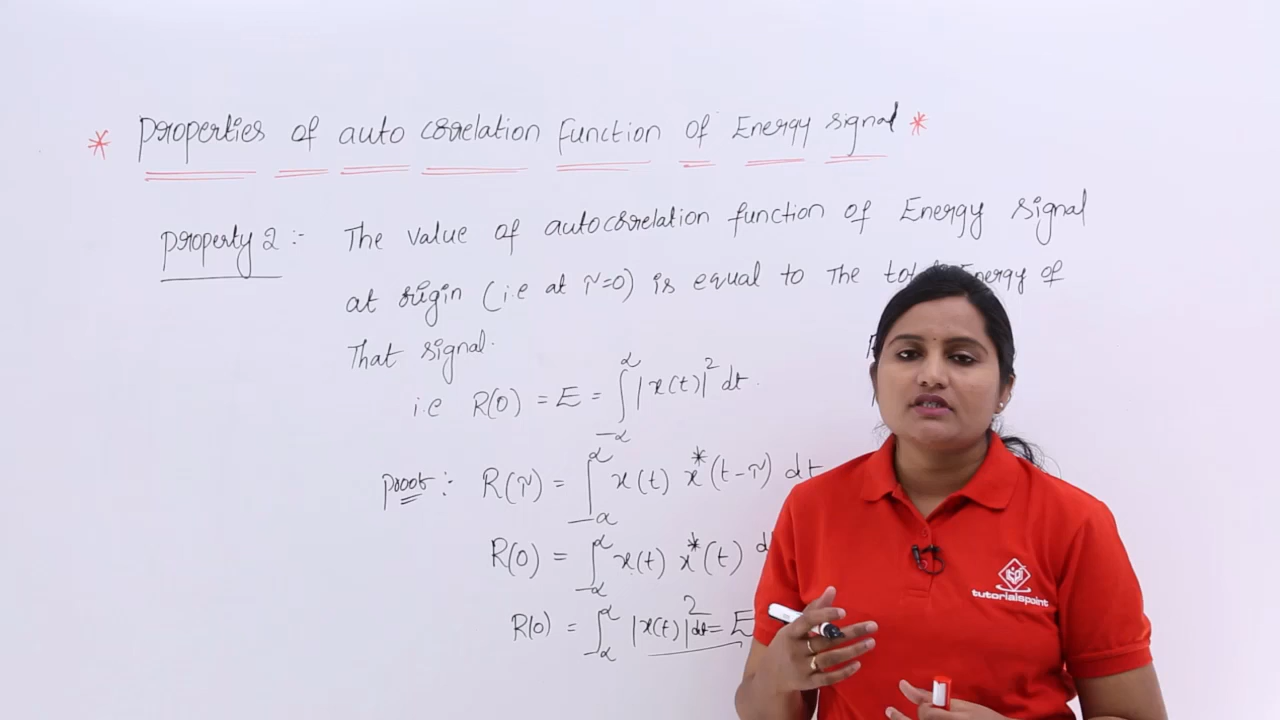 * Properties of auto correlation function of Energy signal *
Property 2 :- The value of autocorrelation function of Energy signal
at origin (i.e at τ=0) is equal to The total Energy of
That signal.
i.e R(0) = E = ∫_{-∞}^{∞} |x(t)|² dt.
Proof :- R(τ) = ∫_{-∞}^{∞} x(t) x*(t-τ) dt
R(0) = ∫_{-∞}^{∞} x(t) x*(t)
R(0) = ∫_{-∞}^{∞} |x(t)|² dt = E
tutorialspoint